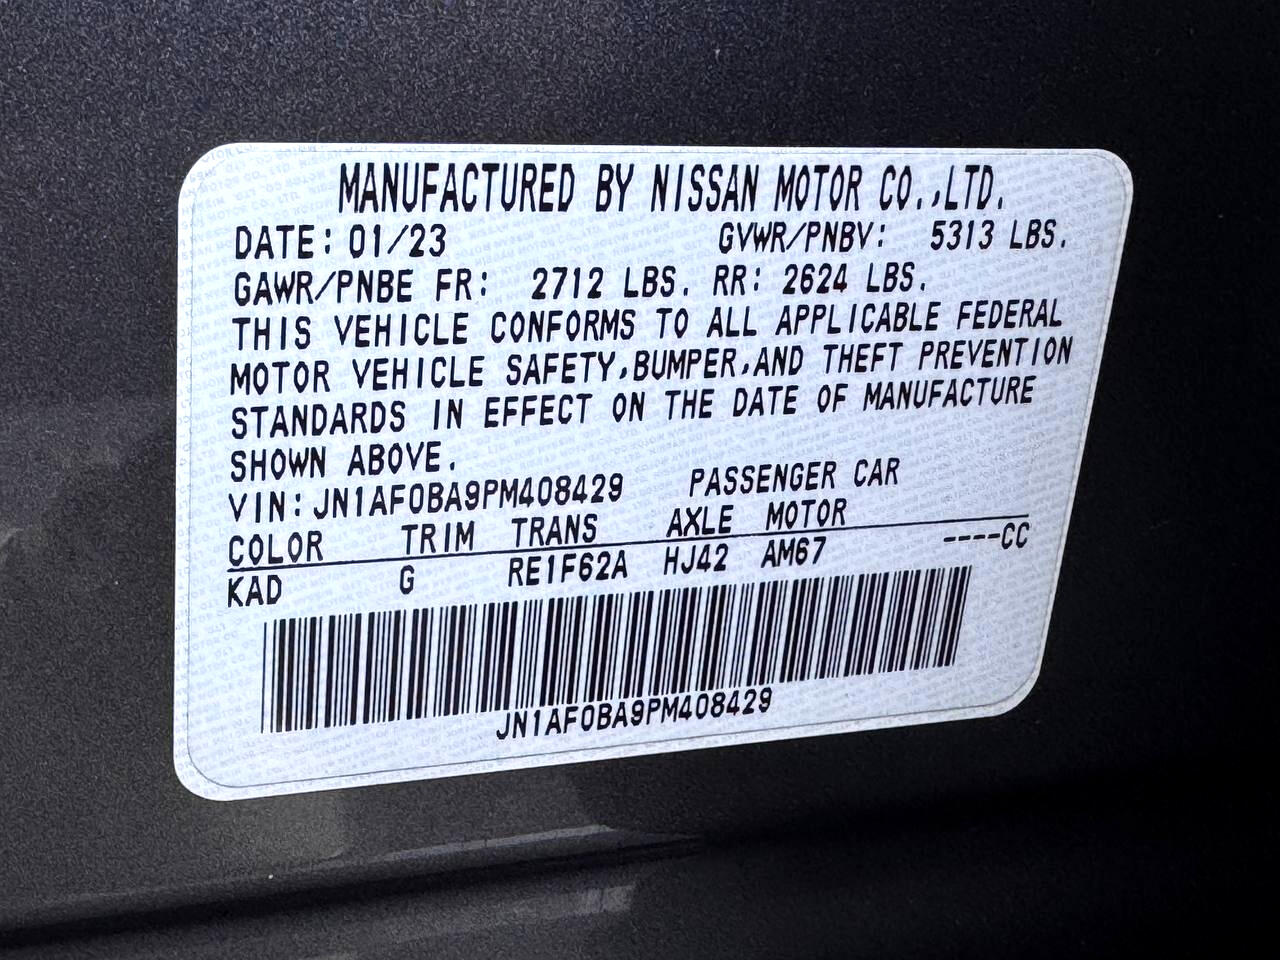 MANUFACTURED BY NISSAN MOTOR CO.,LTD.
DATE: 01/23 GVWR/PNBV: 5313 LBS.
GAWR/PNBE FR: 2712 LBS. RR: 2624 LBS.
THIS VEHICLE CONFORMS TO ALL APPLICABLE FEDERAL
MOTOR VEHICLE SAFETY,BUMPER,AND THEFT PREVENTION
STANDARDS IN EFFECT ON THE DATE OF MANUFACTURE
SHOWN ABOVE.
VIN: JN1AF0BA9PM408429 PASSENGER CAR
COLOR TRIM TRANS AXLE MOTOR
KAD G RE1F62A HJ42 AM67 ----CC
JN1AF0BA9PM408429